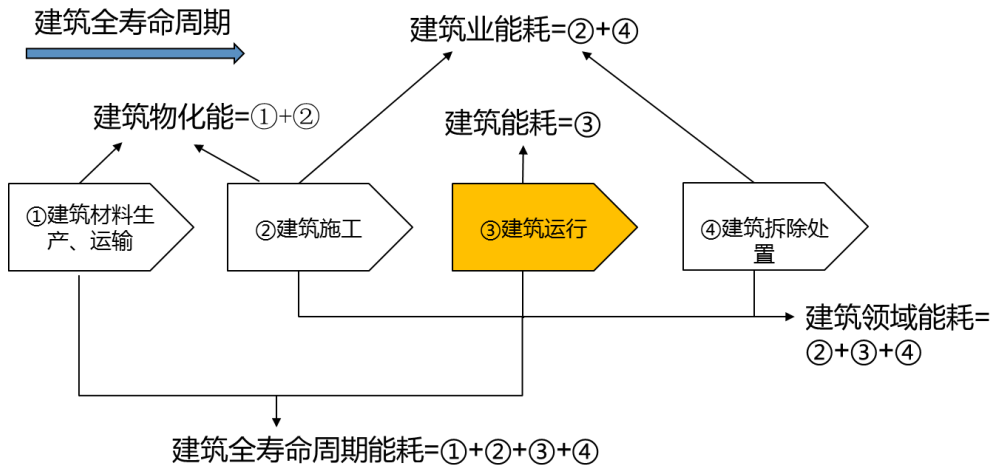 建筑全寿命周期
建筑业能耗=②+④
建筑物化能=①+②
建筑能耗=③
①建筑材料生
产、运输
②建筑施工
③建筑运行
④建筑拆除处
置
建筑领域能耗=
②+③+④
建筑全寿命周期能耗=①+②+③+④